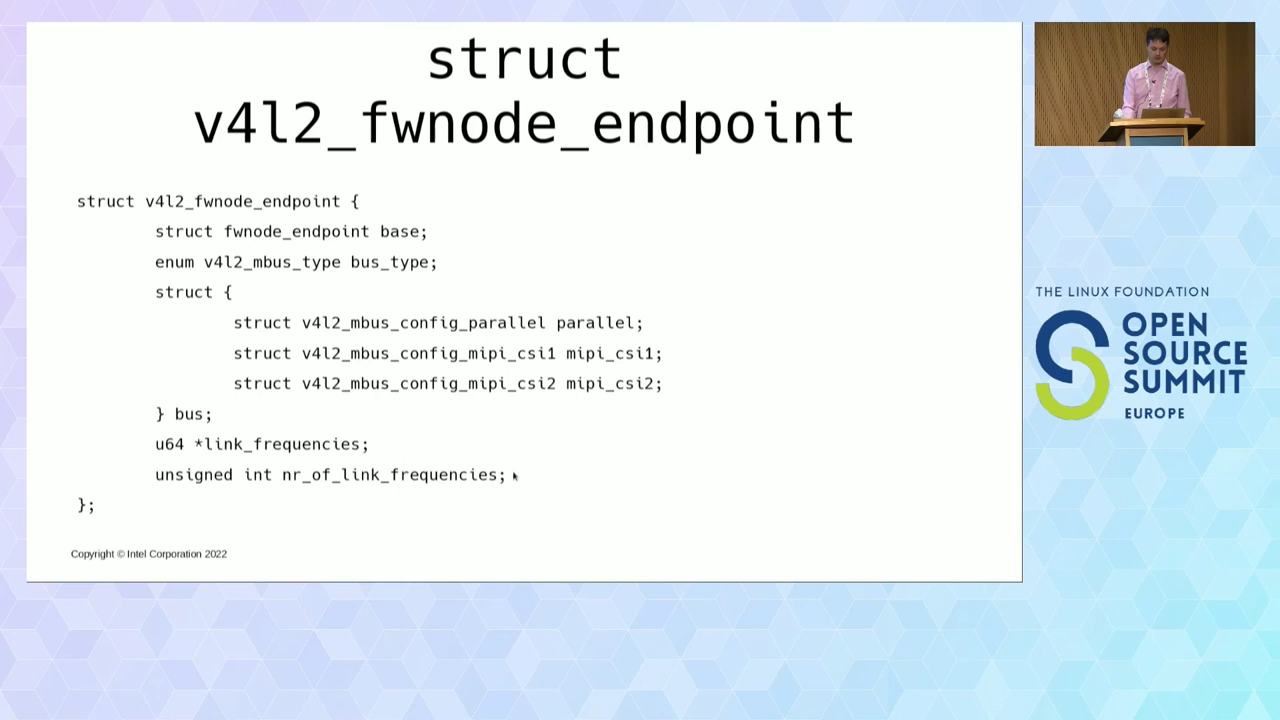 struct
v4l2_fwnode_endpoint
struct v4l2_fwnode_endpoint {
struct fwnode_endpoint base;
enum v4l2_mbus_type bus_type;
struct {
struct v4l2_mbus_config_parallel parallel;
struct v4l2_mbus_config_mipi_csi1 mipi_csi1;
struct v4l2_mbus_config_mipi_csi2 mipi_csi2;
} bus;
u64 *link_frequencies;
unsigned int nr_of_link_frequencies;
};
Copyright © Intel Corporation 2022
THE LINUX FOUNDATION
OPEN
SOURCE
SUMMIT
EUROPE